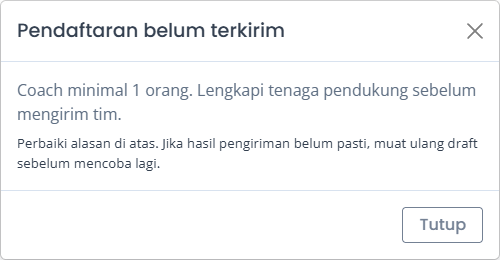 Pendaftaran belum terkirim
Coach minimal 1 orang. Lengkapi tenaga pendukung sebelum
mengirim tim.
Perbaiki alasan di atas. Jika hasil pengiriman belum pasti, muat ulang draft
sebelum mencoba lagi.
Tutup